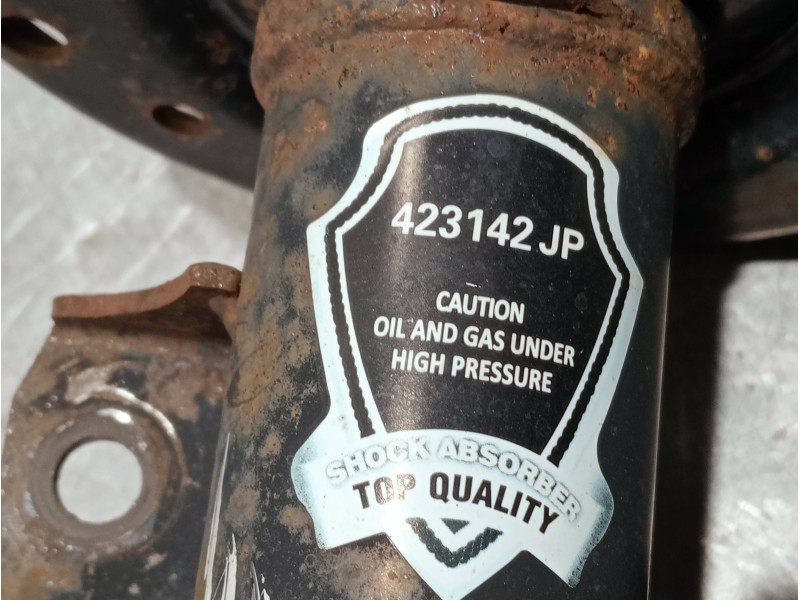 423142 JP
CAUTION
OIL AND GAS UNDER
HIGH PRESSURE
SHOCK ABSORBER
TOP QUALITY